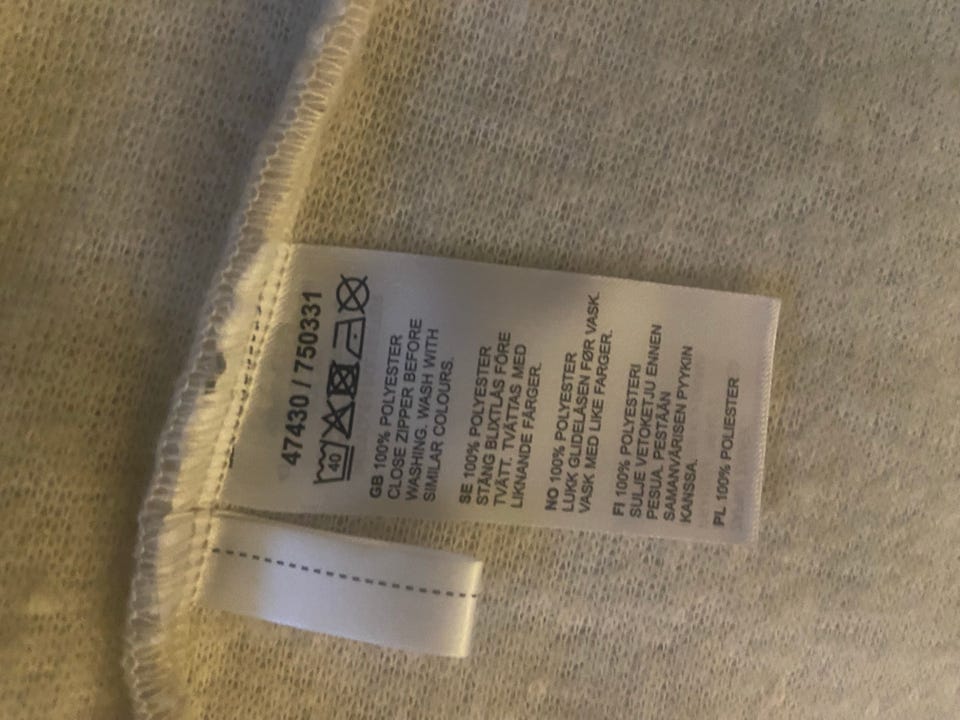 47430 / 750331
40
GB 100% POLYESTER
CLOSE ZIPPER BEFORE
WASHING. WASH WITH
SIMILAR COLOURS.
SE 100% POLYESTER
STÄNG BLIXTLÅS FÖRE
TVÄTT. TVÄTTAS MED
LIKNANDE FÄRGER.
NO 100% POLYESTER
LUKK GLIDELÅSEN FØR VASK.
VASK MED LIKE FARGER.
FI 100% POLYESTERI
SULJE VETOKETJU ENNEN
PESUA. PESTÄÄN
SAMANVÄRISEN PYYKIN
KANSSA.
PL 100% POLIESTER